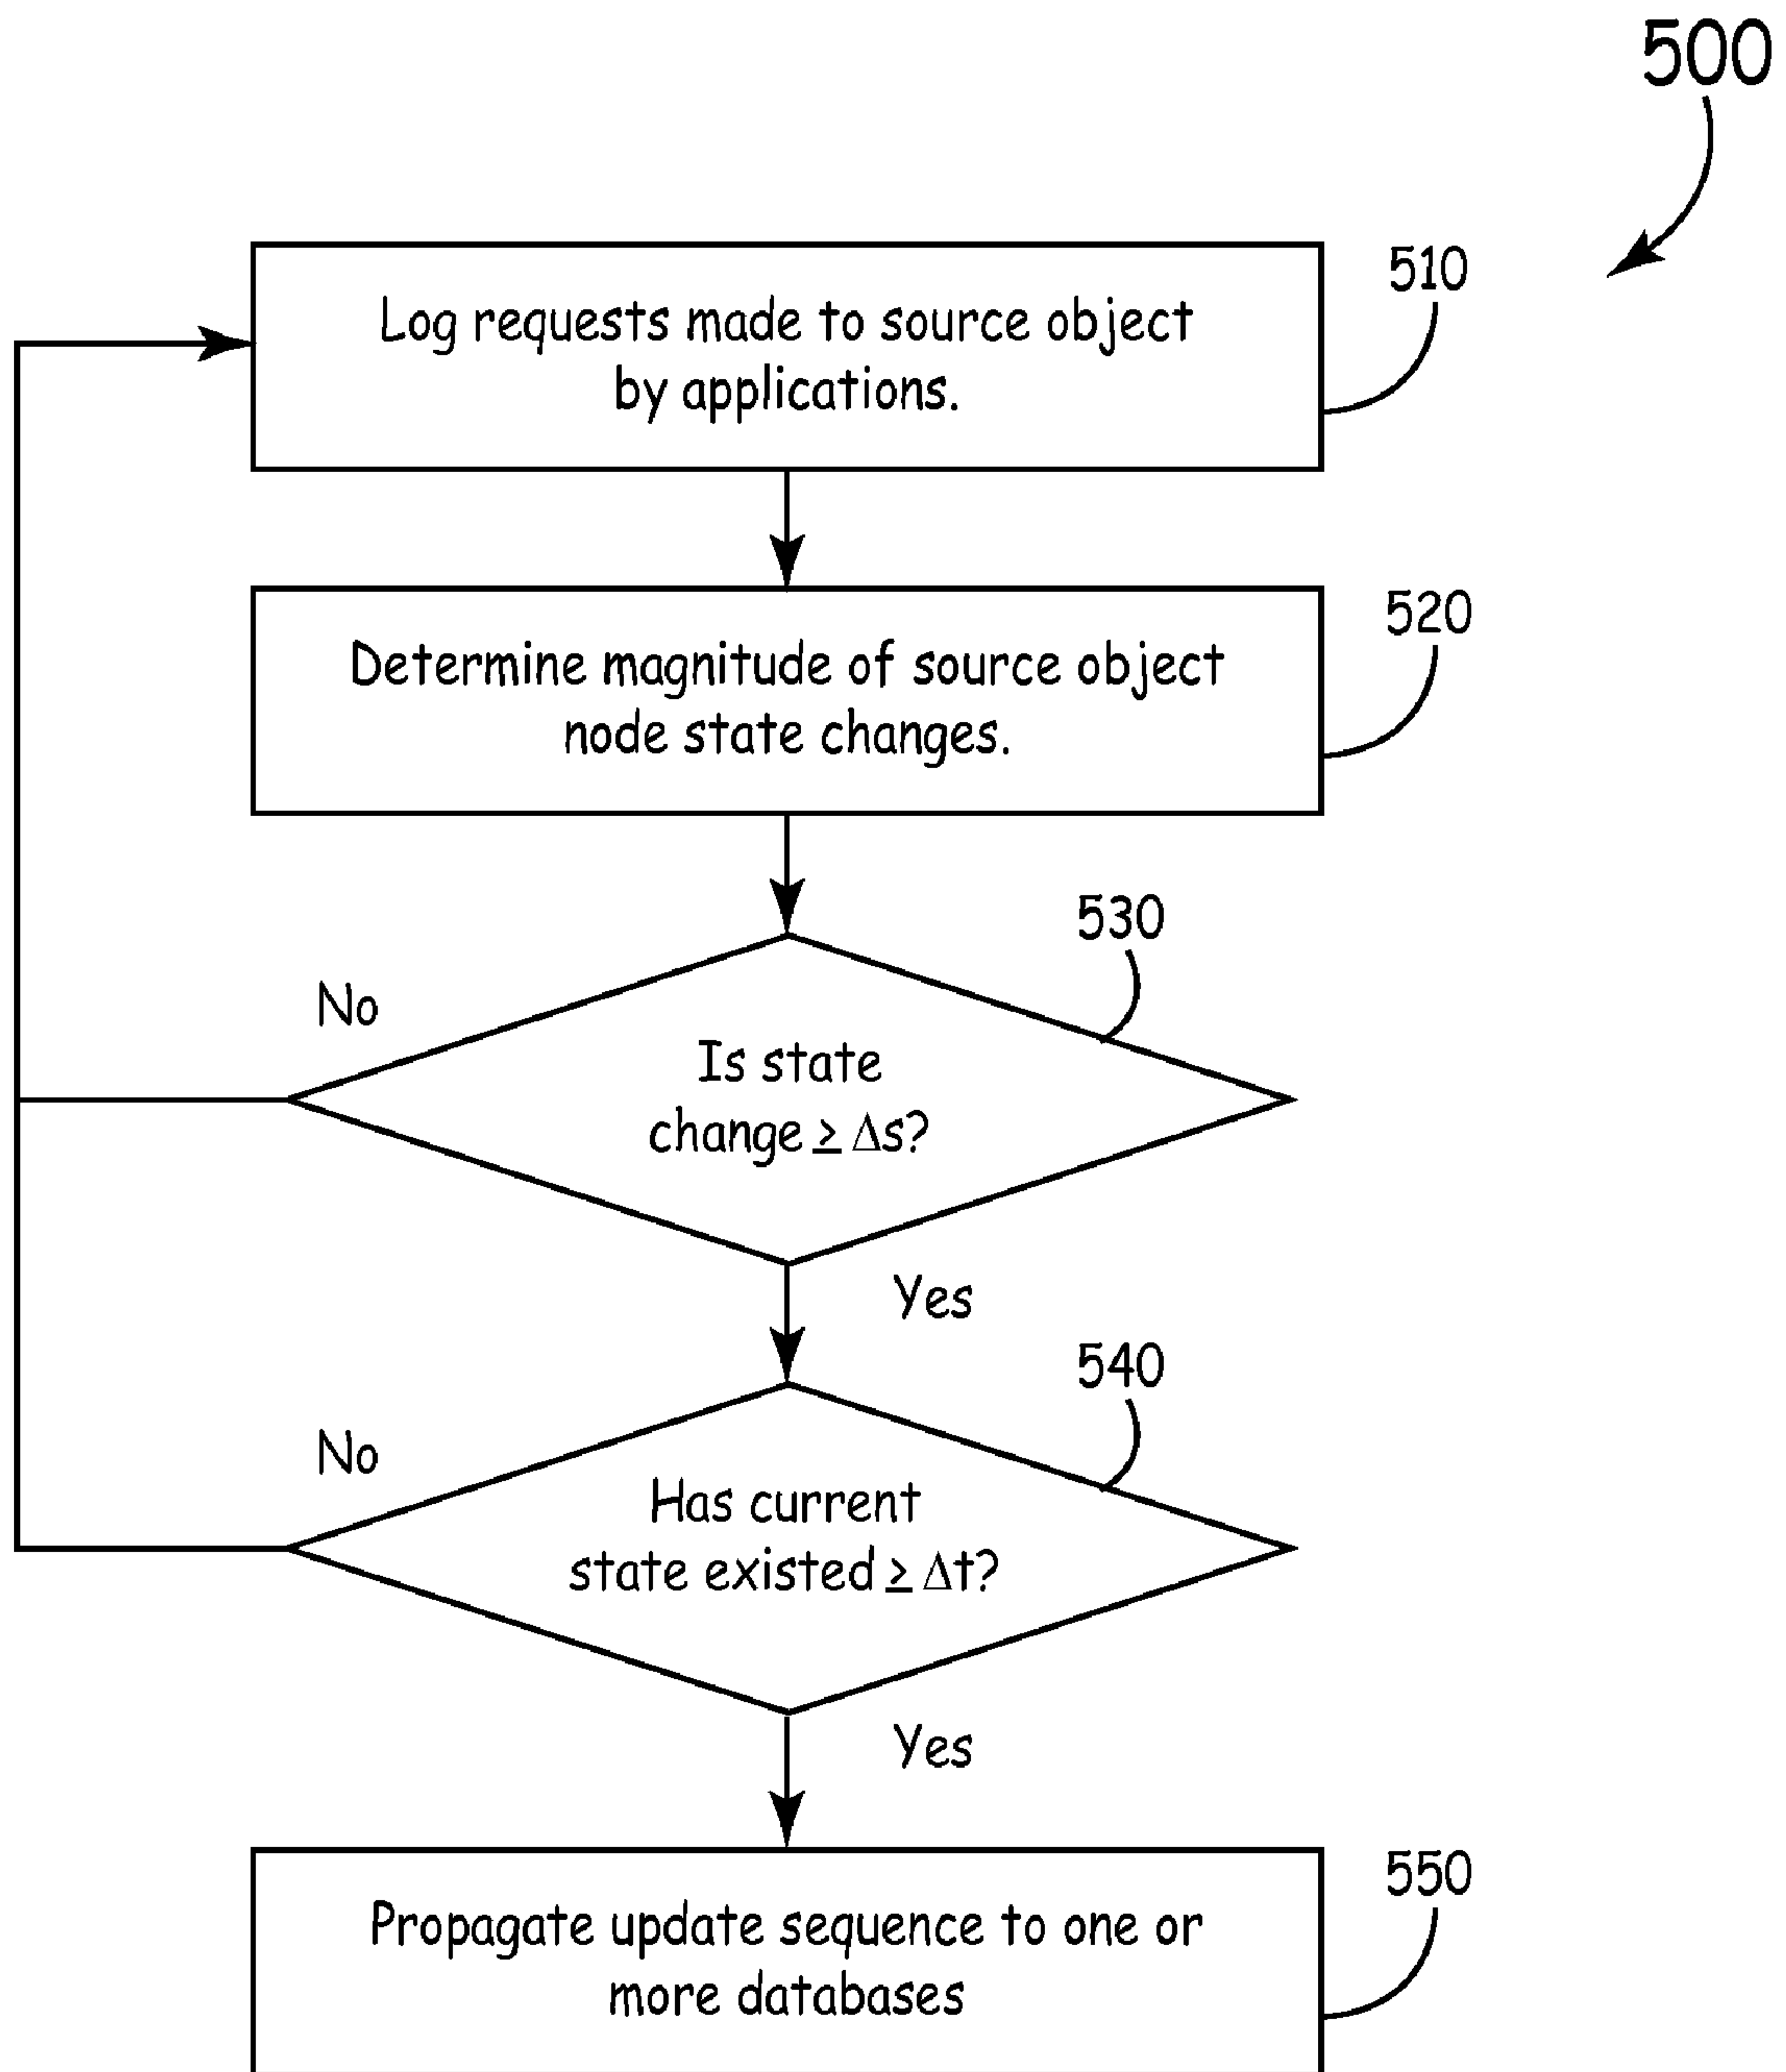 500
510
Log requests made to source object
by applications.
520
Determine magnitude of source object
node state changes.
530
No
Is state
change ≥ Δs?
Yes
540
No
Has current
state existed ≥ Δt?
Yes
550
Propagate update sequence to one or
more databases